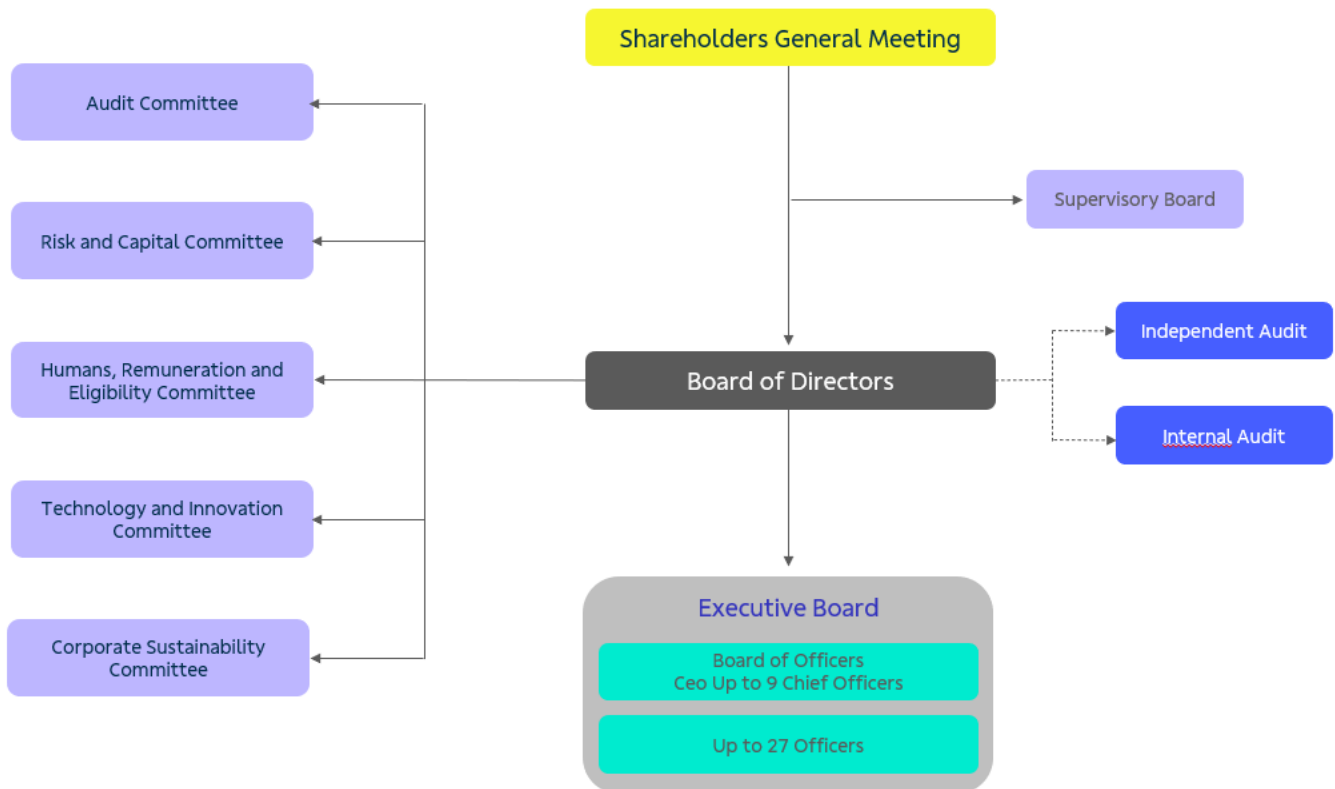 Shareholders General Meeting
Audit Committee
Supervisory Board
Risk and Capital Committee
Independent Audit
Humans, Remuneration and
Eligibility Committee
Board of Directors
Internal Audit
Technology and Innovation
Committee
Executive Board
Corporate Sustainability
Committee
Board of Officers
Ceo Up to 9 Chief Officers
Up to 27 Officers